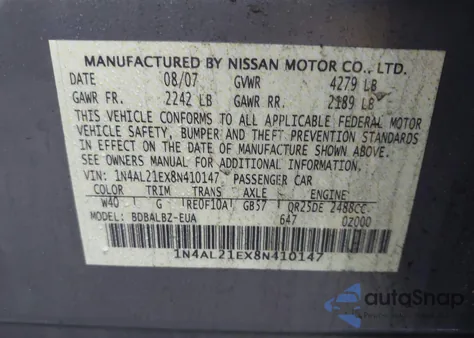 MANUFACTURED BY NISSAN MOTOR CO., LTD.
DATE 08/07 GVWR 4279 LB
GAWR FR. 2242 LB GAWR RR. 2189 LB
THIS VEHICLE CONFORMS TO ALL APPLICABLE FEDERAL MOTOR
VEHICLE SAFETY, BUMPER AND THEFT PREVENTION STANDARDS
IN EFFECT ON THE DATE OF MANUFACTURE SHOWN ABOVE.
SEE OWNERS MANUAL FOR ADDITIONAL INFORMATION.
VIN: 1N4AL21EX8N410147 PASSENGER CAR
COLOR TRIM TRANS AXLE ENGINE
W40 G RE0F10A GB57 QR25DE 2488CC
MODEL: BDBALBZ-EUA 647 0Z000
1N4AL21EX8N410147
autoSnap